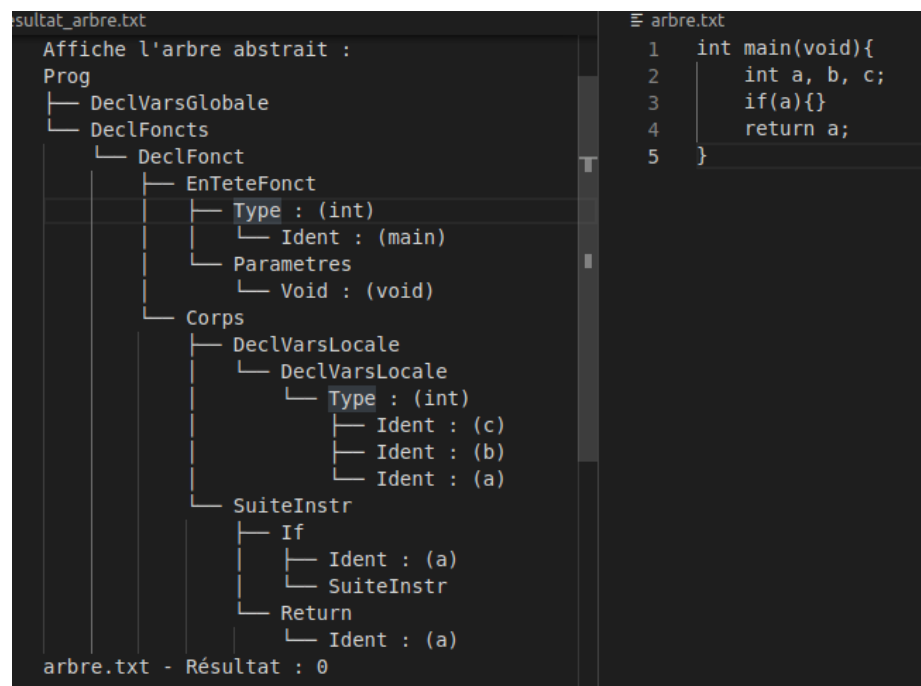 esultat_arbre.txt
Affiche l'arbre abstrait :
Prog
├── DeclVarsGlobale
└── DeclFoncts
    └── DeclFonct
        ├── EnTeteFonct
        │   ├── Type : (int)
        │   │   └── Ident : (main)
        │   └── Parametres
        │       └── Void : (void)
        └── Corps
            ├── DeclVarsLocale
            │   └── DeclVarsLocale
            │       └── Type : (int)
            │           ├── Ident : (c)
            │           ├── Ident : (b)
            │           └── Ident : (a)
            └── SuiteInstr
                ├── If
                │   ├── Ident : (a)
                │   └── SuiteInstr
                └── Return
                    └── Ident : (a)
arbre.txt - Résultat : 0
arbre.txt
1 int main(void){
2     int a, b, c;
3     if(a){}
4     return a;
5 }